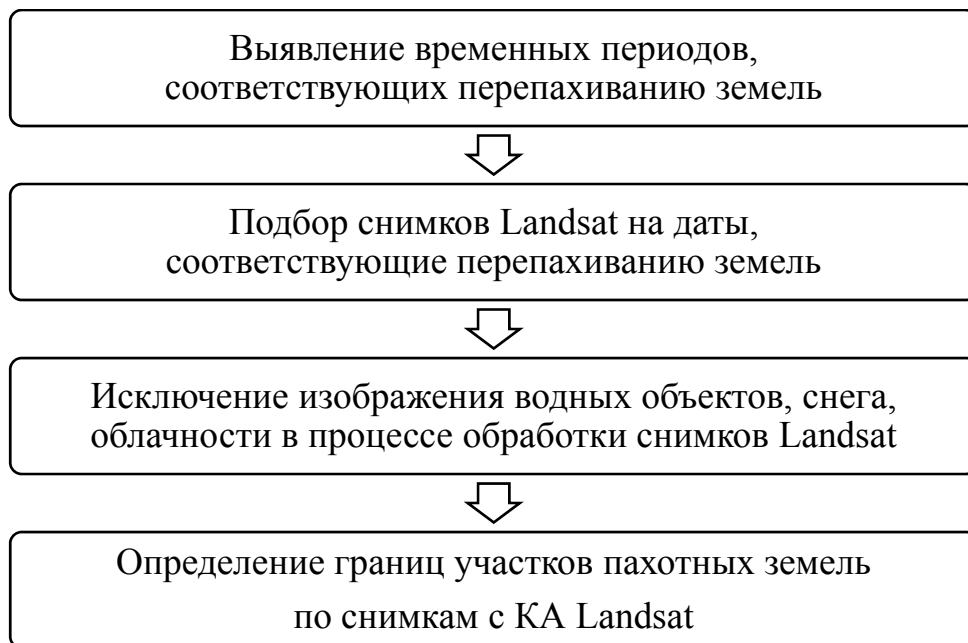 Выявление временных периодов,
соответствующих перепахиванию земель
Подбор снимков Landsat на даты,
соответствующие перепахиванию земель
Исключение изображения водных объектов, снега,
облачности в процессе обработки снимков Landsat
Определение границ участков пахотных земель
по снимкам с КА Landsat